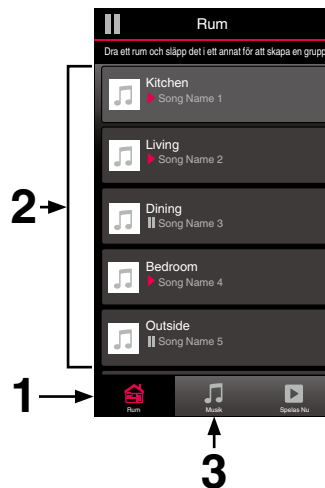 Rum
Dra ett rum och släpp det i ett annat för att skapa en grupp
Kitchen
Song Name 1
Living
Song Name 2
2
Dining
Song Name 3
Bedroom
Song Name 4
Outside
Song Name 5
1
Rum
Musik
Spelas Nu
3